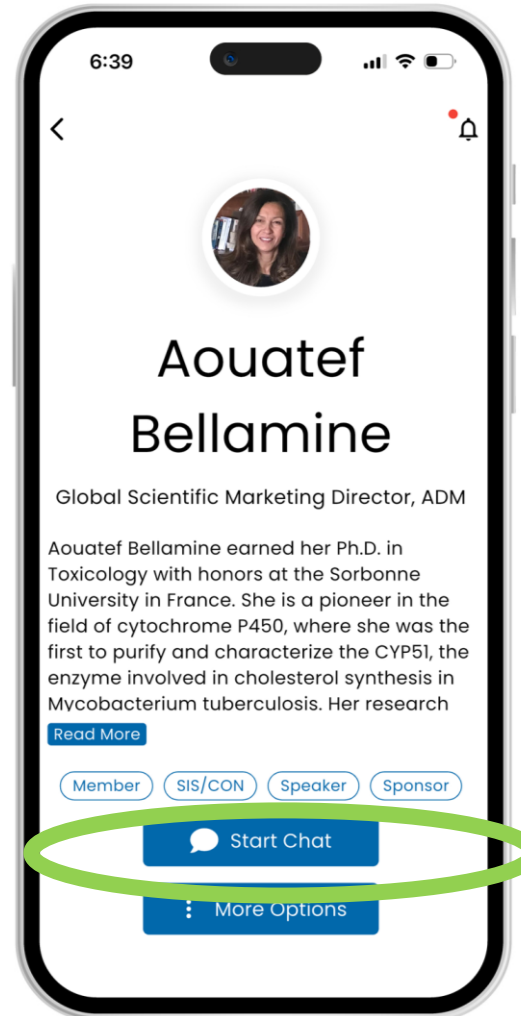 6:39
Aouatef
Bellamine
Global Scientific Marketing Director, ADM
Aouatef Bellamine earned her Ph.D. in
Toxicology with honors at the Sorbonne
University in France. She is a pioneer in the
field of cytochrome P450, where she was the
first to purify and characterize the CYP51, the
enzyme involved in cholesterol synthesis in
Mycobacterium tuberculosis. Her research
Read More
Member SIS/CON Speaker Sponsor
Start Chat
More Options